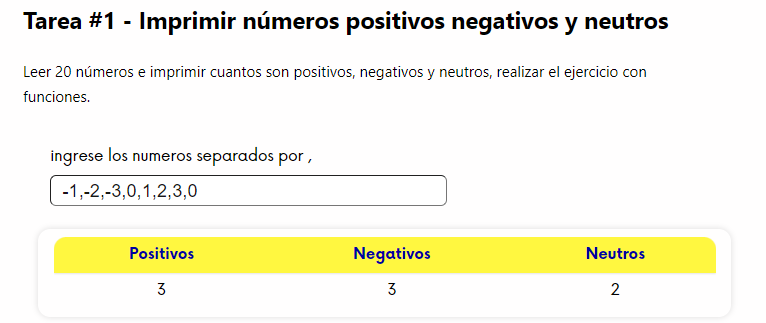 Tarea #1 - Imprimir números positivos negativos y neutros
Leer 20 números e imprimir cuantos son positivos, negativos y neutros, realizar el ejercicio con
funciones.
ingrese los numeros separados por ,
-1,-2,-3,0,1,2,3,0
Positivos Negativos Neutros
3 3 2